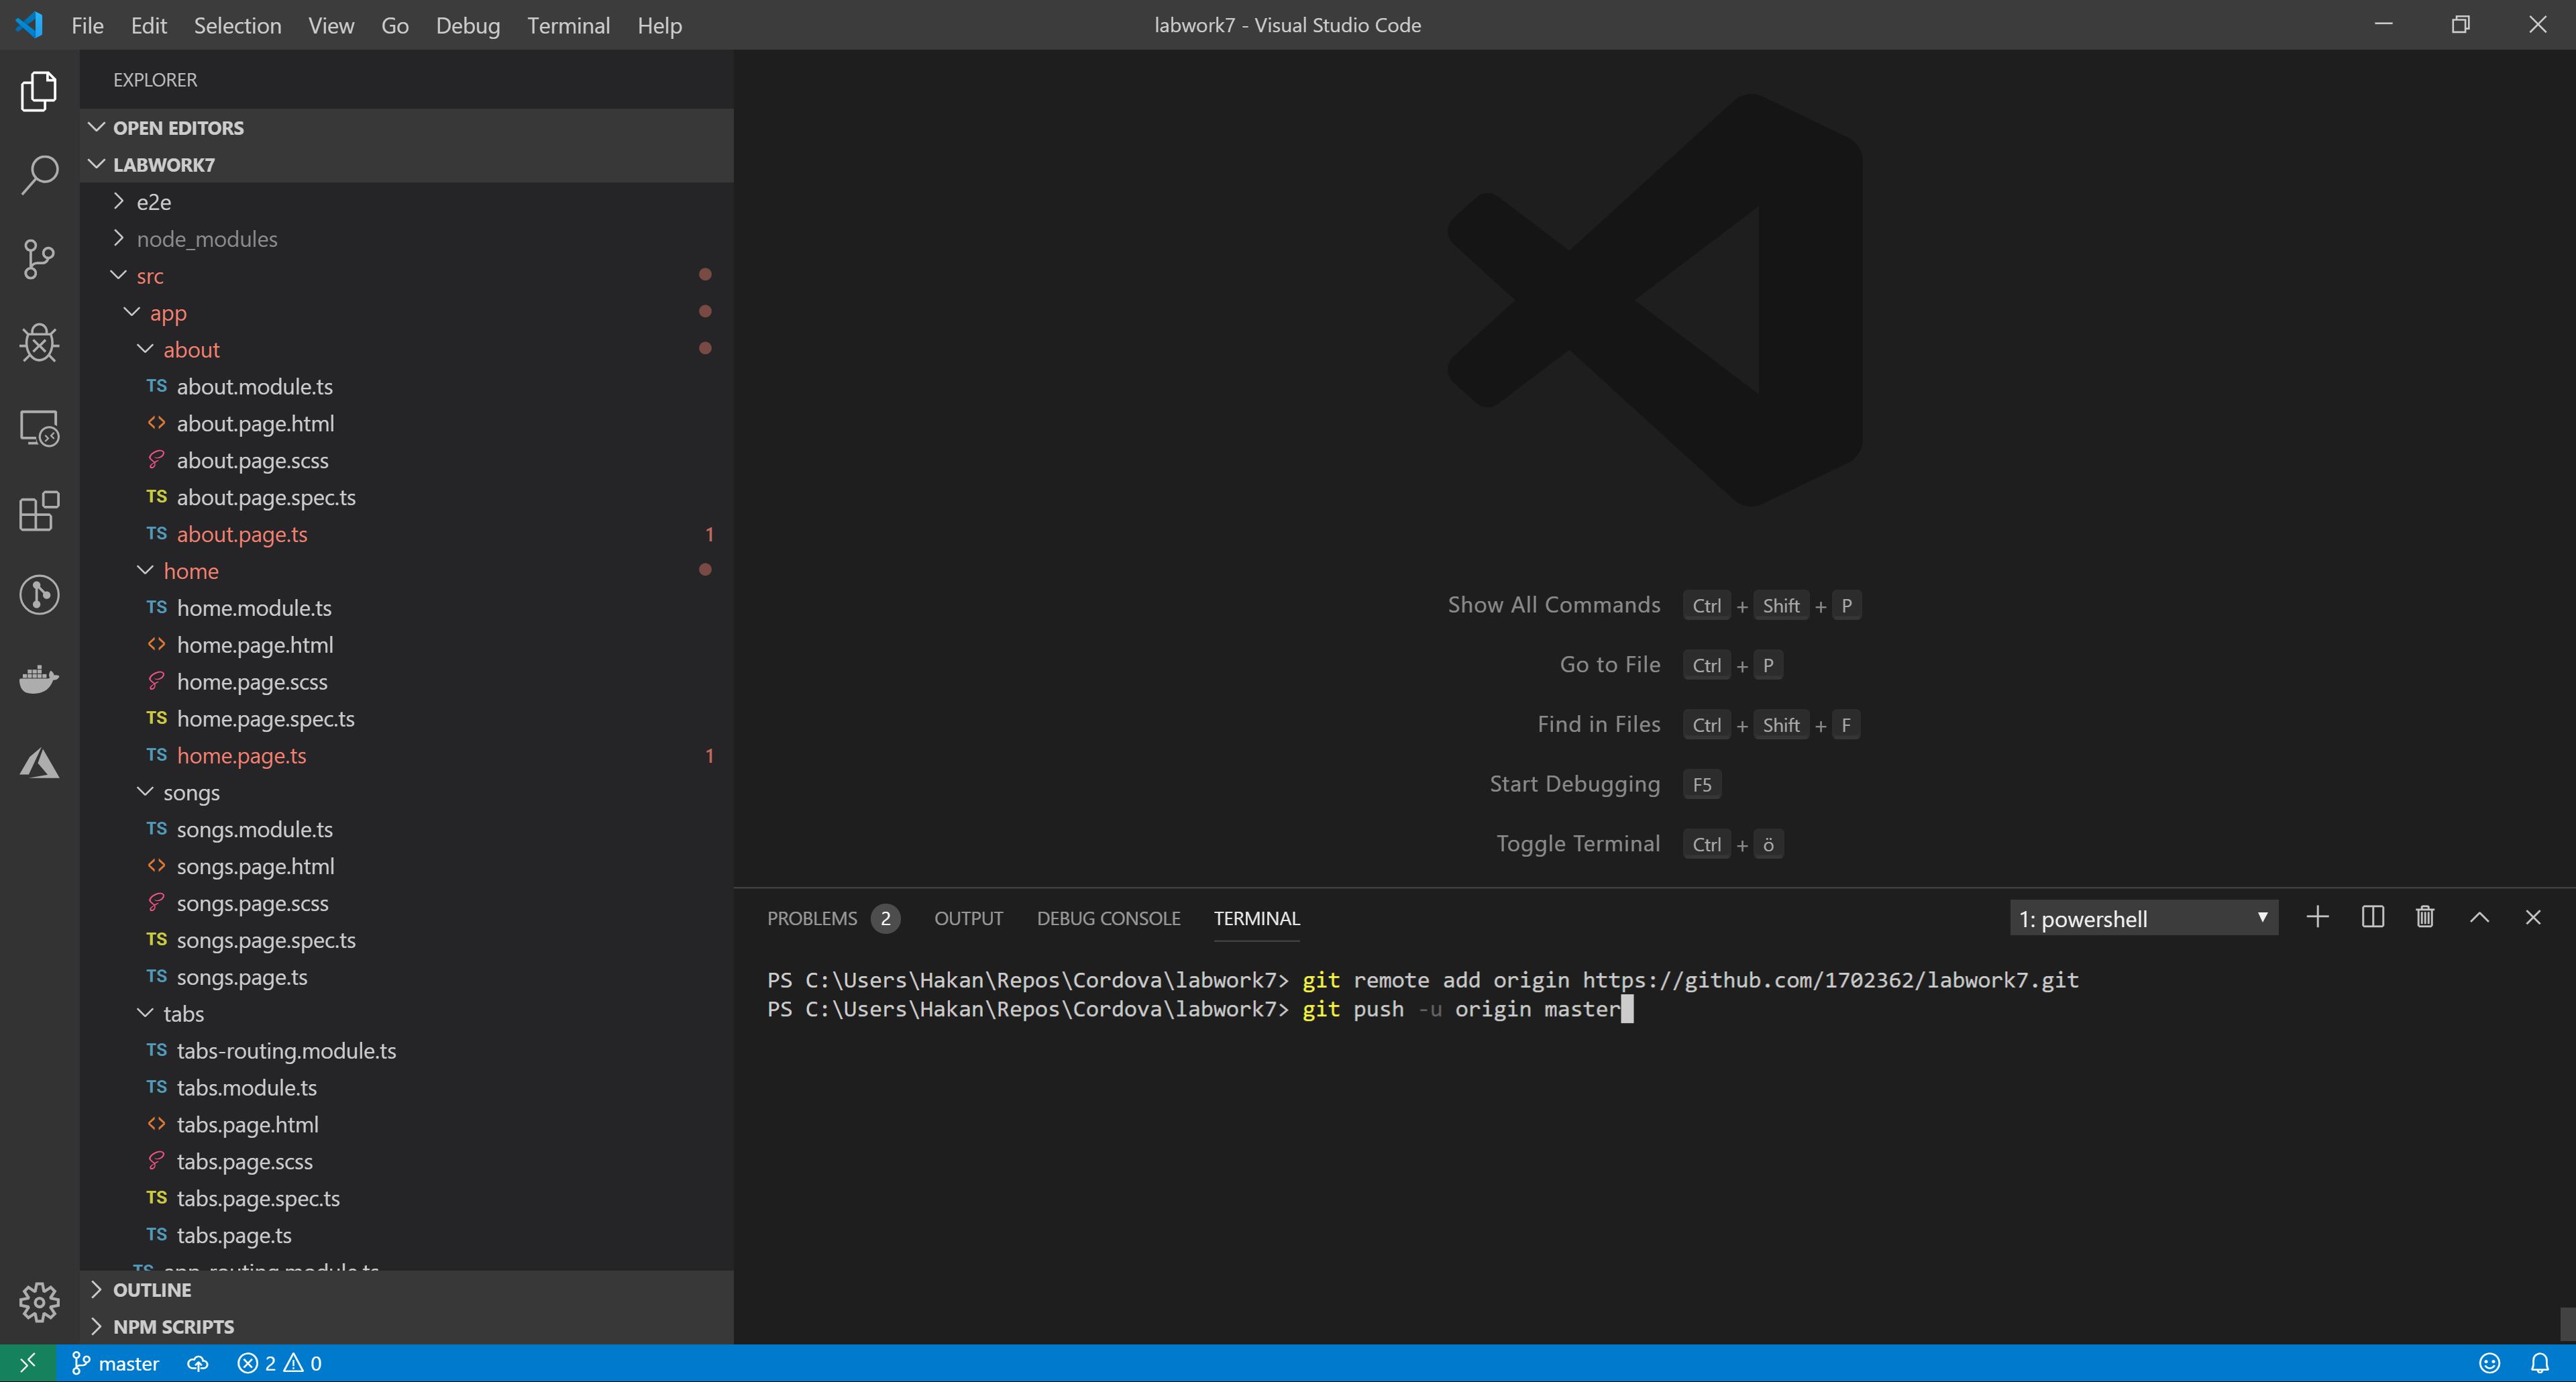 File Edit Selection View Go Debug Terminal Help
labwork7 - Visual Studio Code
EXPLORER
OPEN EDITORS
LABWORK7
e2e
node_modules
src
app
about
TS about.module.ts
<> about.page.html
about.page.scss
TS about.page.spec.ts
TS about.page.ts 1
home
TS home.module.ts
<> home.page.html
home.page.scss
TS home.page.spec.ts
TS home.page.ts 1
songs
TS songs.module.ts
<> songs.page.html
songs.page.scss
TS songs.page.spec.ts
TS songs.page.ts
tabs
TS tabs-routing.module.ts
TS tabs.module.ts
<> tabs.page.html
tabs.page.scss
TS tabs.page.spec.ts
TS tabs.page.ts
TS app-routing.module.ts
OUTLINE
NPM SCRIPTS
Show All Commands Ctrl + Shift + P
Go to File Ctrl + P
Find in Files Ctrl + Shift + F
Start Debugging F5
Toggle Terminal Ctrl + ö
PROBLEMS 2 OUTPUT DEBUG CONSOLE TERMINAL
1: powershell
PS C:\Users\Hakan\Repos\Cordova\labwork7> git remote add origin https://github.com/1702362/labwork7.git
PS C:\Users\Hakan\Repos\Cordova\labwork7> git push -u origin master
master 2 0